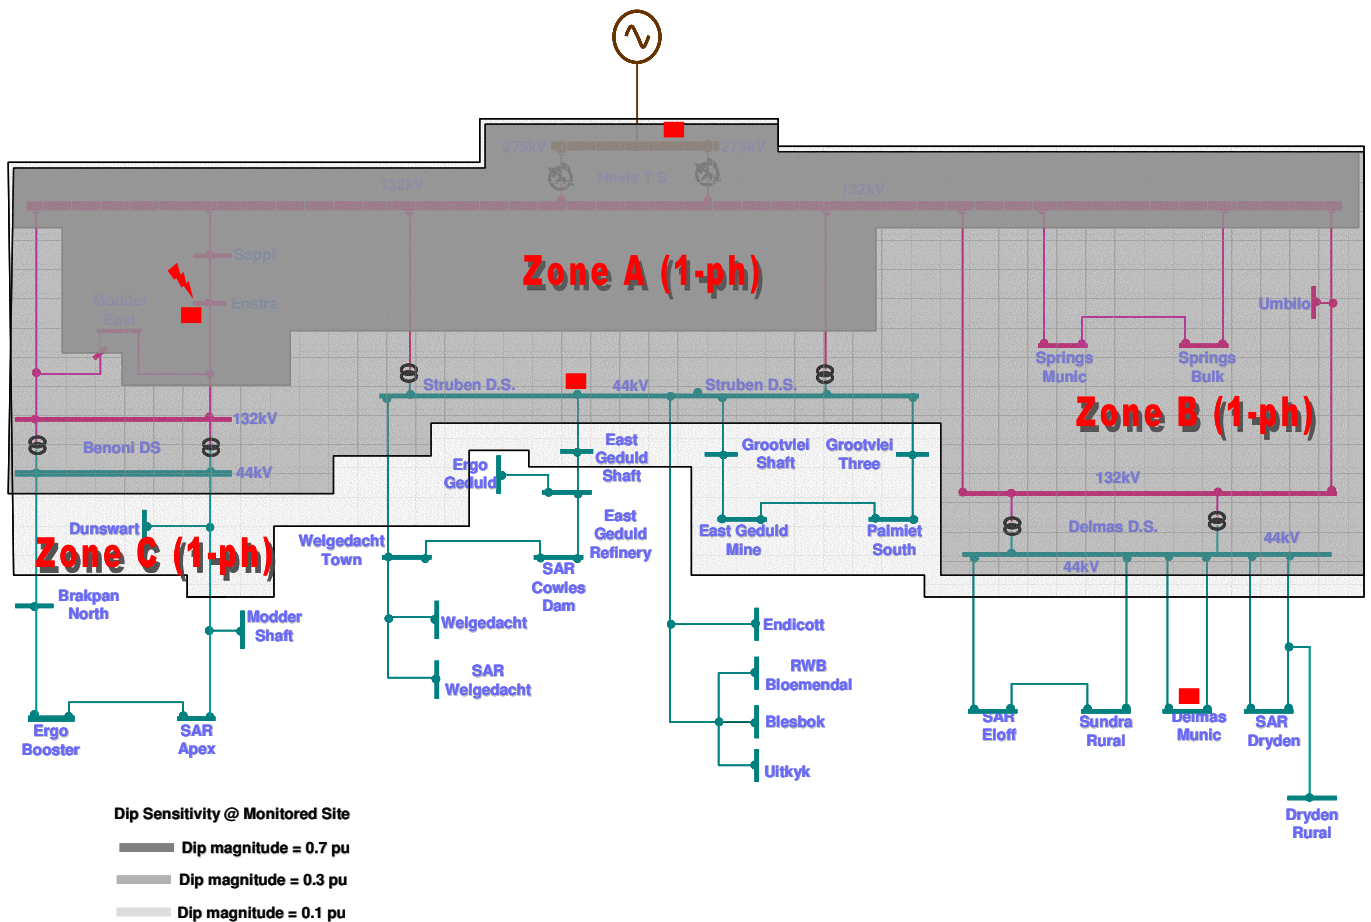 275kV
275kV
Nevis T.S.
132kV
132kV
Sappi
Zone A (1-ph)
Modder
East
Enstra
Umbilo
Springs
Munic
Springs
Bulk
Struben D.S.
44kV
Struben D.S.
Zone B (1-ph)
132kV
Benoni DS
44kV
East
Geduld
Shaft
Ergo
Geduld
Grootvlei
Shaft
Grootvlei
Three
132kV
Dunswart
Zone C (1-ph)
Welgedacht
Town
East
Geduld
Refinery
East Geduld
Mine
Palmiet
South
Delmas D.S.
44kV
44kV
SAR
Cowles
Dam
Brakpan
North
Modder
Shaft
Welgedacht
Endicott
SAR
Welgedacht
RWB
Bloemendal
Blesbok
Uitkyk
Ergo
Booster
SAR
Apex
SAR
Eloff
Sundra
Rural
Delmas
Munic
SAR
Dryden
Dryden
Rural
Dip Sensitivity @ Monitored Site
Dip magnitude = 0.7 pu
Dip magnitude = 0.3 pu
Dip magnitude = 0.1 pu